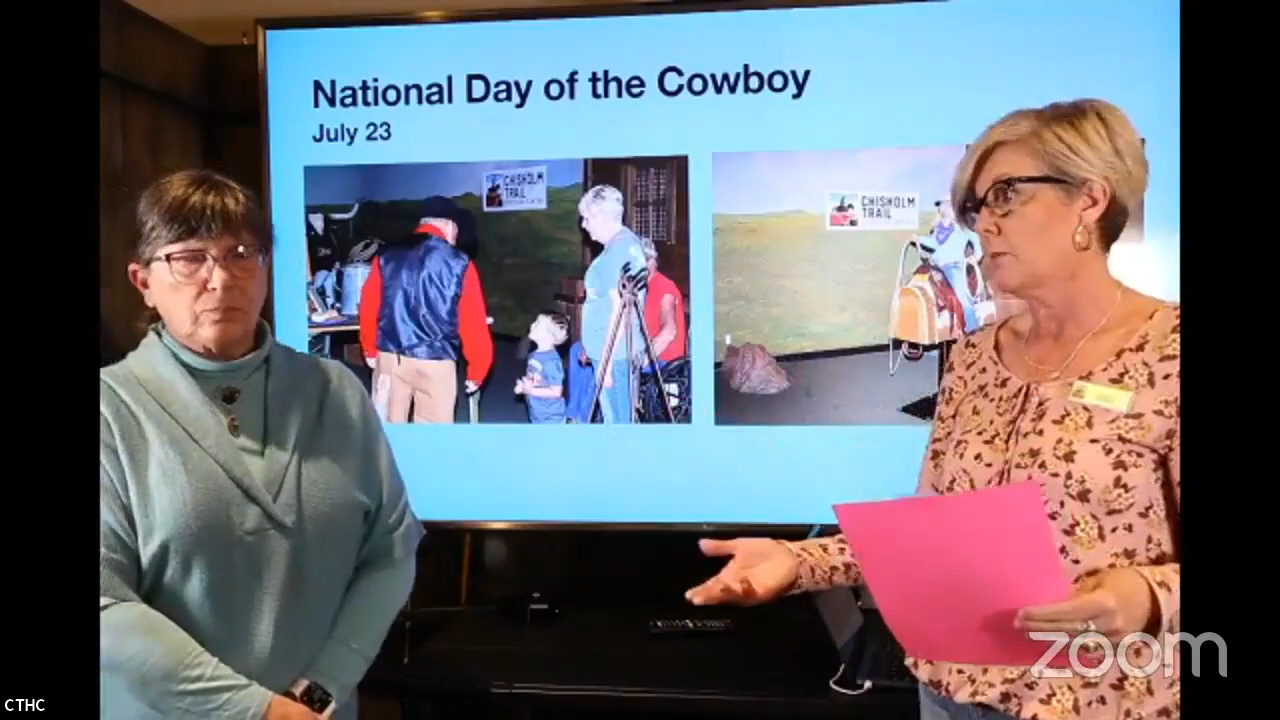 National Day of the Cowboy
July 23
CHISHOLM
TRAIL
CHISHOLM
TRAIL
zoom
CTHC